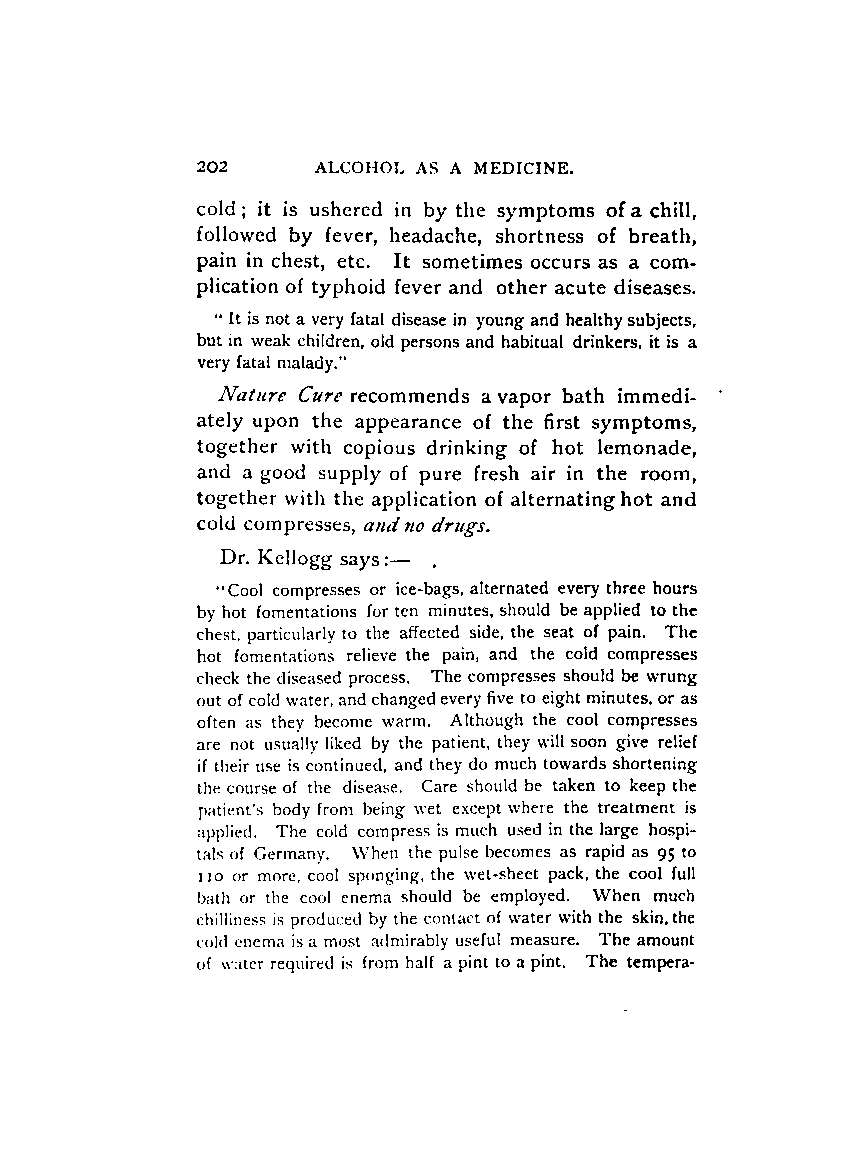 202 ALCOHOL AS A MEDICINE.
cold; it is ushered in by the symptoms of a chill,
followed by fever, headache, shortness of breath,
pain in chest, etc. It sometimes occurs as a com-
plication of typhoid fever and other acute diseases.
"It is not a very fatal disease in young and healthy subjects,
but in weak children, old persons and habitual drinkers, it is a
very fatal malady."
Nature Cure recommends a vapor bath immedi-
ately upon the appearance of the first symptoms,
together with copious drinking of hot lemonade,
and a good supply of pure fresh air in the room,
together with the application of alternating hot and
cold compresses, and no drugs.
Dr. Kellogg says:—
"Cool compresses or ice-bags, alternated every three hours
by hot fomentations for ten minutes, should be applied to the
chest, particularly to the affected side, the seat of pain. The
hot fomentations relieve the pain, and the cold compresses
check the diseased process. The compresses should be wrung
out of cold water, and changed every five to eight minutes, or as
often as they become warm. Although the cool compresses
are not usually liked by the patient, they will soon give relief
if their use is continued, and they do much towards shortening
the course of the disease. Care should be taken to keep the
patient's body from being wet except where the treatment is
applied. The cold compress is much used in the large hospi-
tals of Germany. When the pulse becomes as rapid as 95 to
110 or more, cool sponging, the wet-sheet pack, the cool full
bath or the cool enema should be employed. When much
chilliness is produced by the contact of water with the skin, the
cold enema is a most admirably useful measure. The amount
of water required is from half a pint to a pint. The tempera-